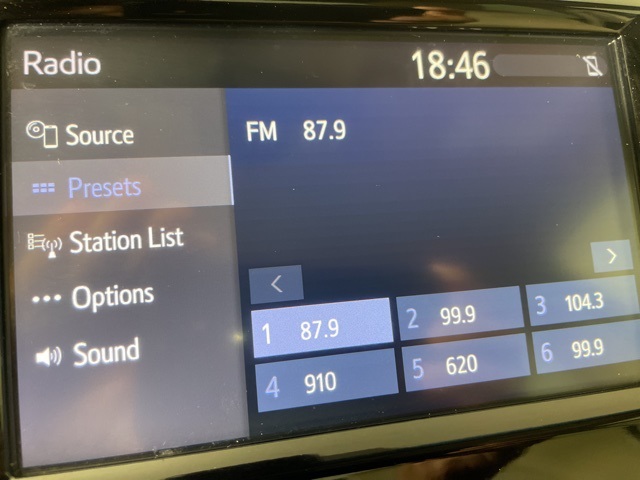 Radio 18:46
Source
FM 87.9
Presets
Station List
Options
Sound
1 87.9 2 99.9 3 104.3
4 910 5 620 6 99.9